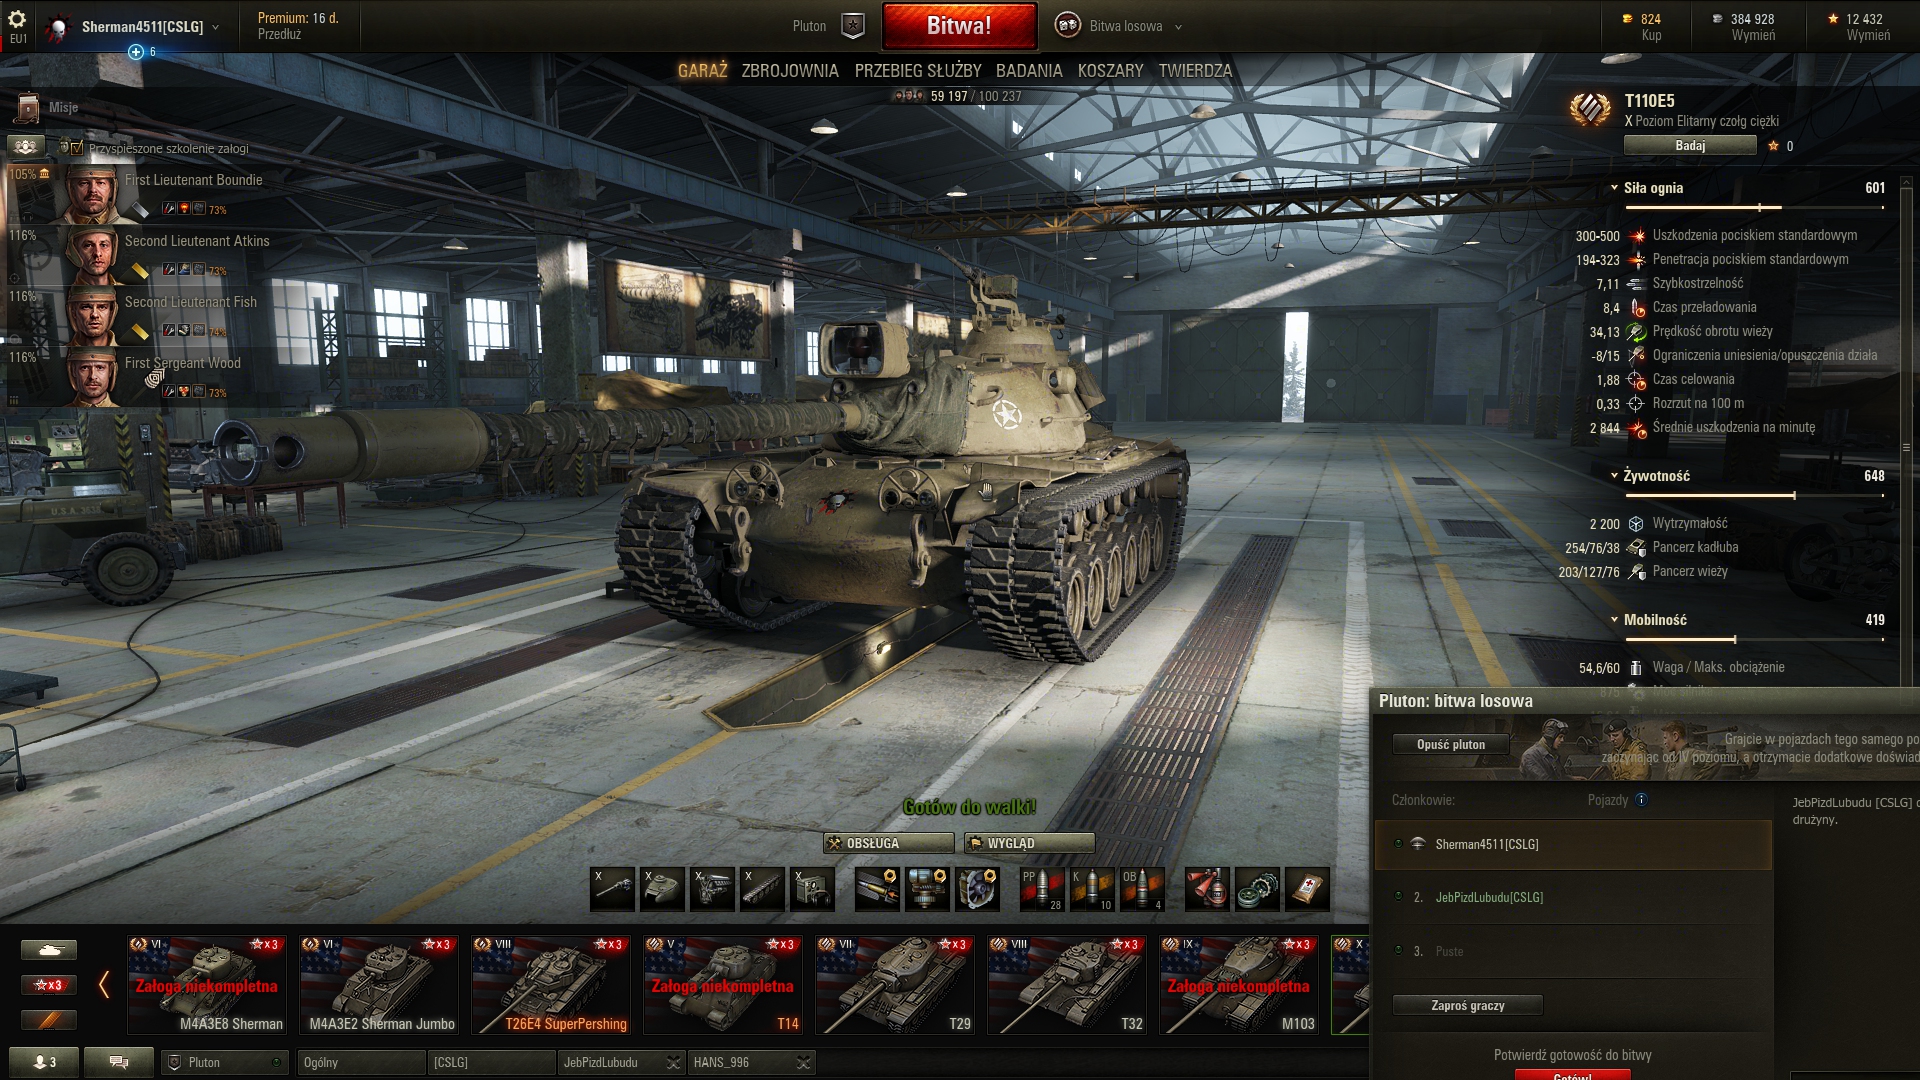 Sherman4511[CSLG]
EU1
6
Premium: 16 d.
Przedłuż
Pluton
Bitwa!
Bitwa losowa
824
Kup
384 928
Wymień
12 432
Wymień
GARAŻ ZBROJOWNIA PRZEBIEG SŁUŻBY BADANIA KOSZARY TWIERDZA
59 197 / 100 237
Misje
Przyspieszone szkolenie załogi
105% First Lieutenant Boundie
73%
116% Second Lieutenant Atkins
73%
116% Second Lieutenant Fish
74%
116% First Sergeant Wood
73%
T110E5
X Poziom Elitarny czołg ciężki
Badaj 0
Siła ognia 601
300-500 Uszkodzenia pociskiem standardowym
194-323 Penetracja pociskiem standardowym
7,11 Szybkostrzelność
8,4 Czas przeładowania
34,13 Prędkość obrotu wieży
-8/15 Ograniczenia uniesienia/opuszczenia działa
1,88 Czas celowania
0,33 Rozrzut na 100 m
2 844 Średnie uszkodzenia na minutę
Żywotność 648
2 200 Wytrzymałość
254/76/38 Pancerz kadłuba
203/127/76 Pancerz wieży
Mobilność 419
54,6/60 Waga / Maks. obciążenie
875 Moc silnika
Gotów do walki!
OBSŁUGA
WYGLĄD
X X X X X
PP 28
K 10
OB 4
Pluton: bitwa losowa
Opuść pluton
Grajcie w pojazdach tego samego po
zaczynając od IV poziomu, a otrzymacie dodatkowe doświad
Członkowie: Pojazdy
Sherman4511[CSLG]
2. JebPizdLubudu[CSLG]
3. Puste
Zaproś graczy
Potwierdź gotowość do bitwy
Gotów!
JebPizdLubudu [CSLG]
drużyny.
x3
VI x3
Załoga niekompletna
M4A3E8 Sherman
VI x3
M4A3E2 Sherman Jumbo
VIII x3
T26E4 SuperPershing
V x3
Załoga niekompletna
T14
VII x3
T29
VIII x3
T32
IX x3
Załoga niekompletna
M103
X
3
Pluton
Ogólny
[CSLG]
JebPizdLubudu
HANS_996